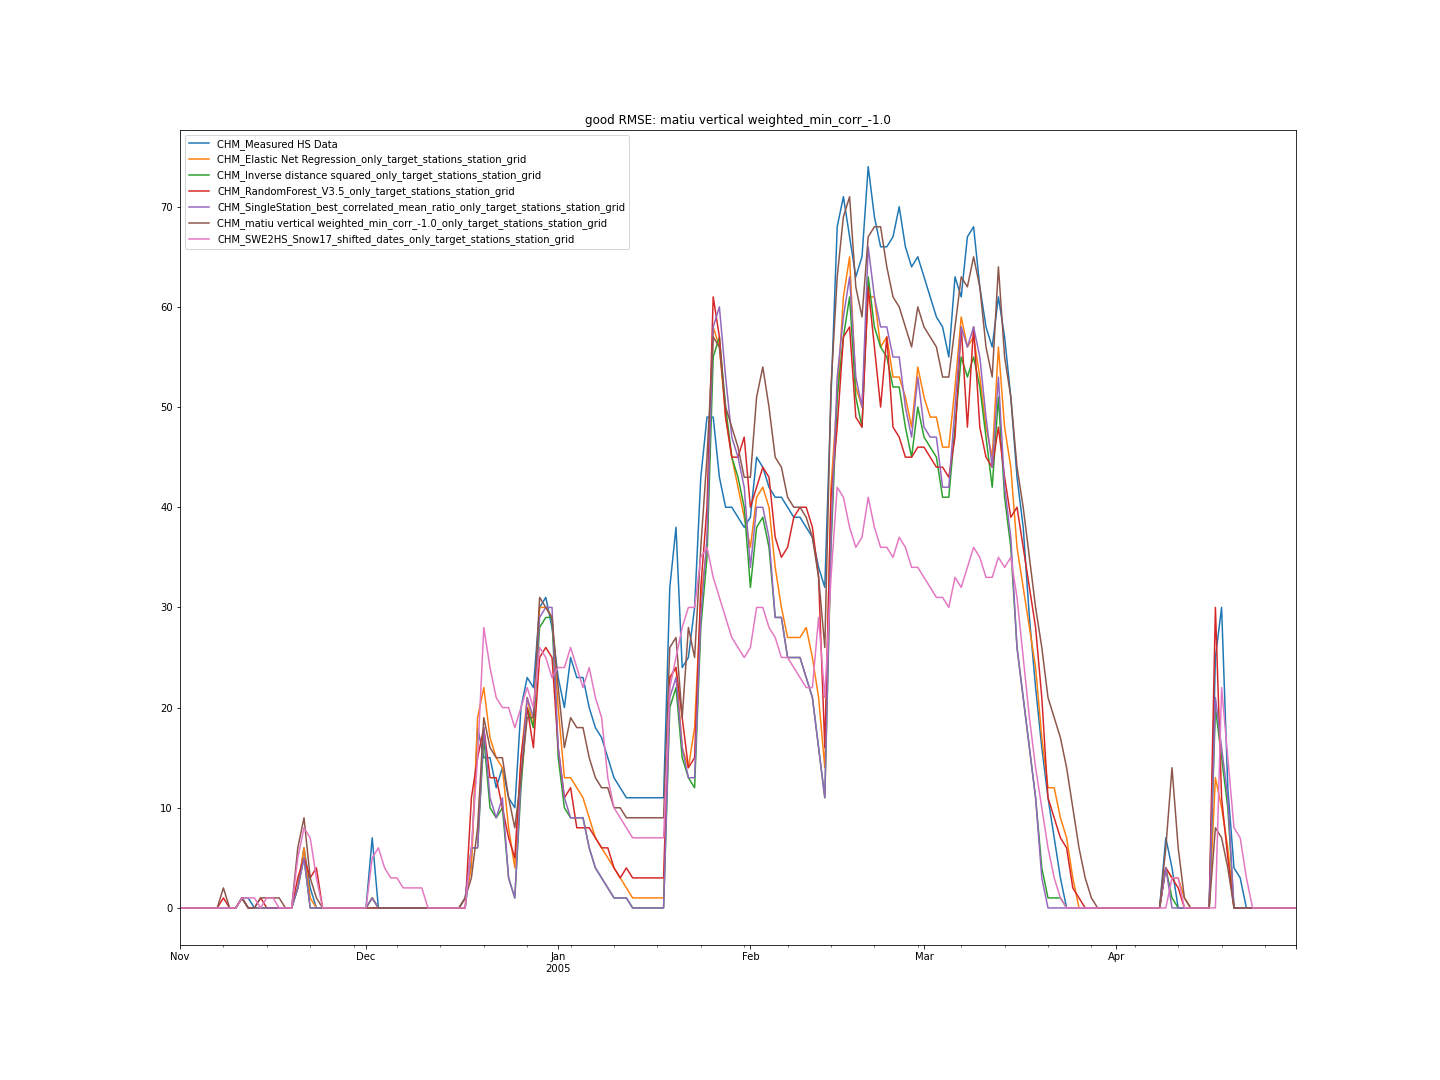 good RMSE: matiu vertical weighted_min_corr_-1.0
CHM_Measured HS Data
CHM_Elastic Net Regression_only_target_stations_station_grid
CHM_Inverse distance squared_only_target_stations_station_grid
CHM_RandomForest_V3.5_only_target_stations_station_grid
CHM_SingleStation_best_correlated_mean_ratio_only_target_stations_station_grid
CHM_matiu vertical weighted_min_corr_-1.0_only_target_stations_station_grid
CHM_SWE2HS_Snow17_shifted_dates_only_target_stations_station_grid
70
60
50
40
30
20
10
0
Nov Dec Jan Feb Mar Apr
2005